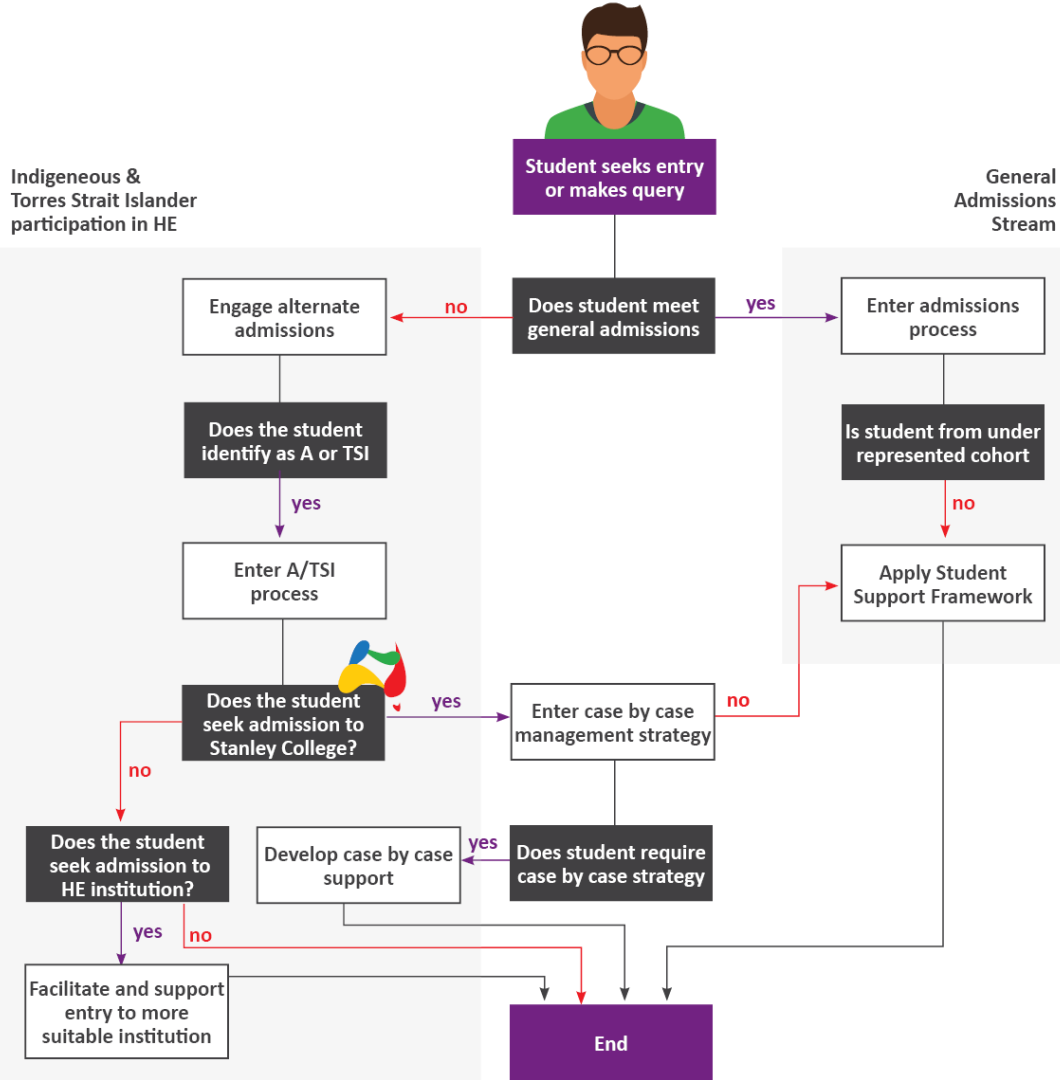 Student seeks entry
or makes query
Indigeneous &
Torres Strait Islander
participation in HE
General
Admissions
Stream
Engage alternate
admissions
no
Does student meet
general admissions
yes
Enter admissions
process
Does the student
identify as A or TSI
Is student from under
represented cohort
yes
no
Enter A/TSI
process
Apply Student
Support Framework
Does the student
seek admission to
Stanley College?
yes
Enter case by case
management strategy
no
no
Does the student
seek admission to
HE institution?
Develop case by case
support
yes
Does student require
case by case strategy
yes
no
Facilitate and support
entry to more
suitable institution
End